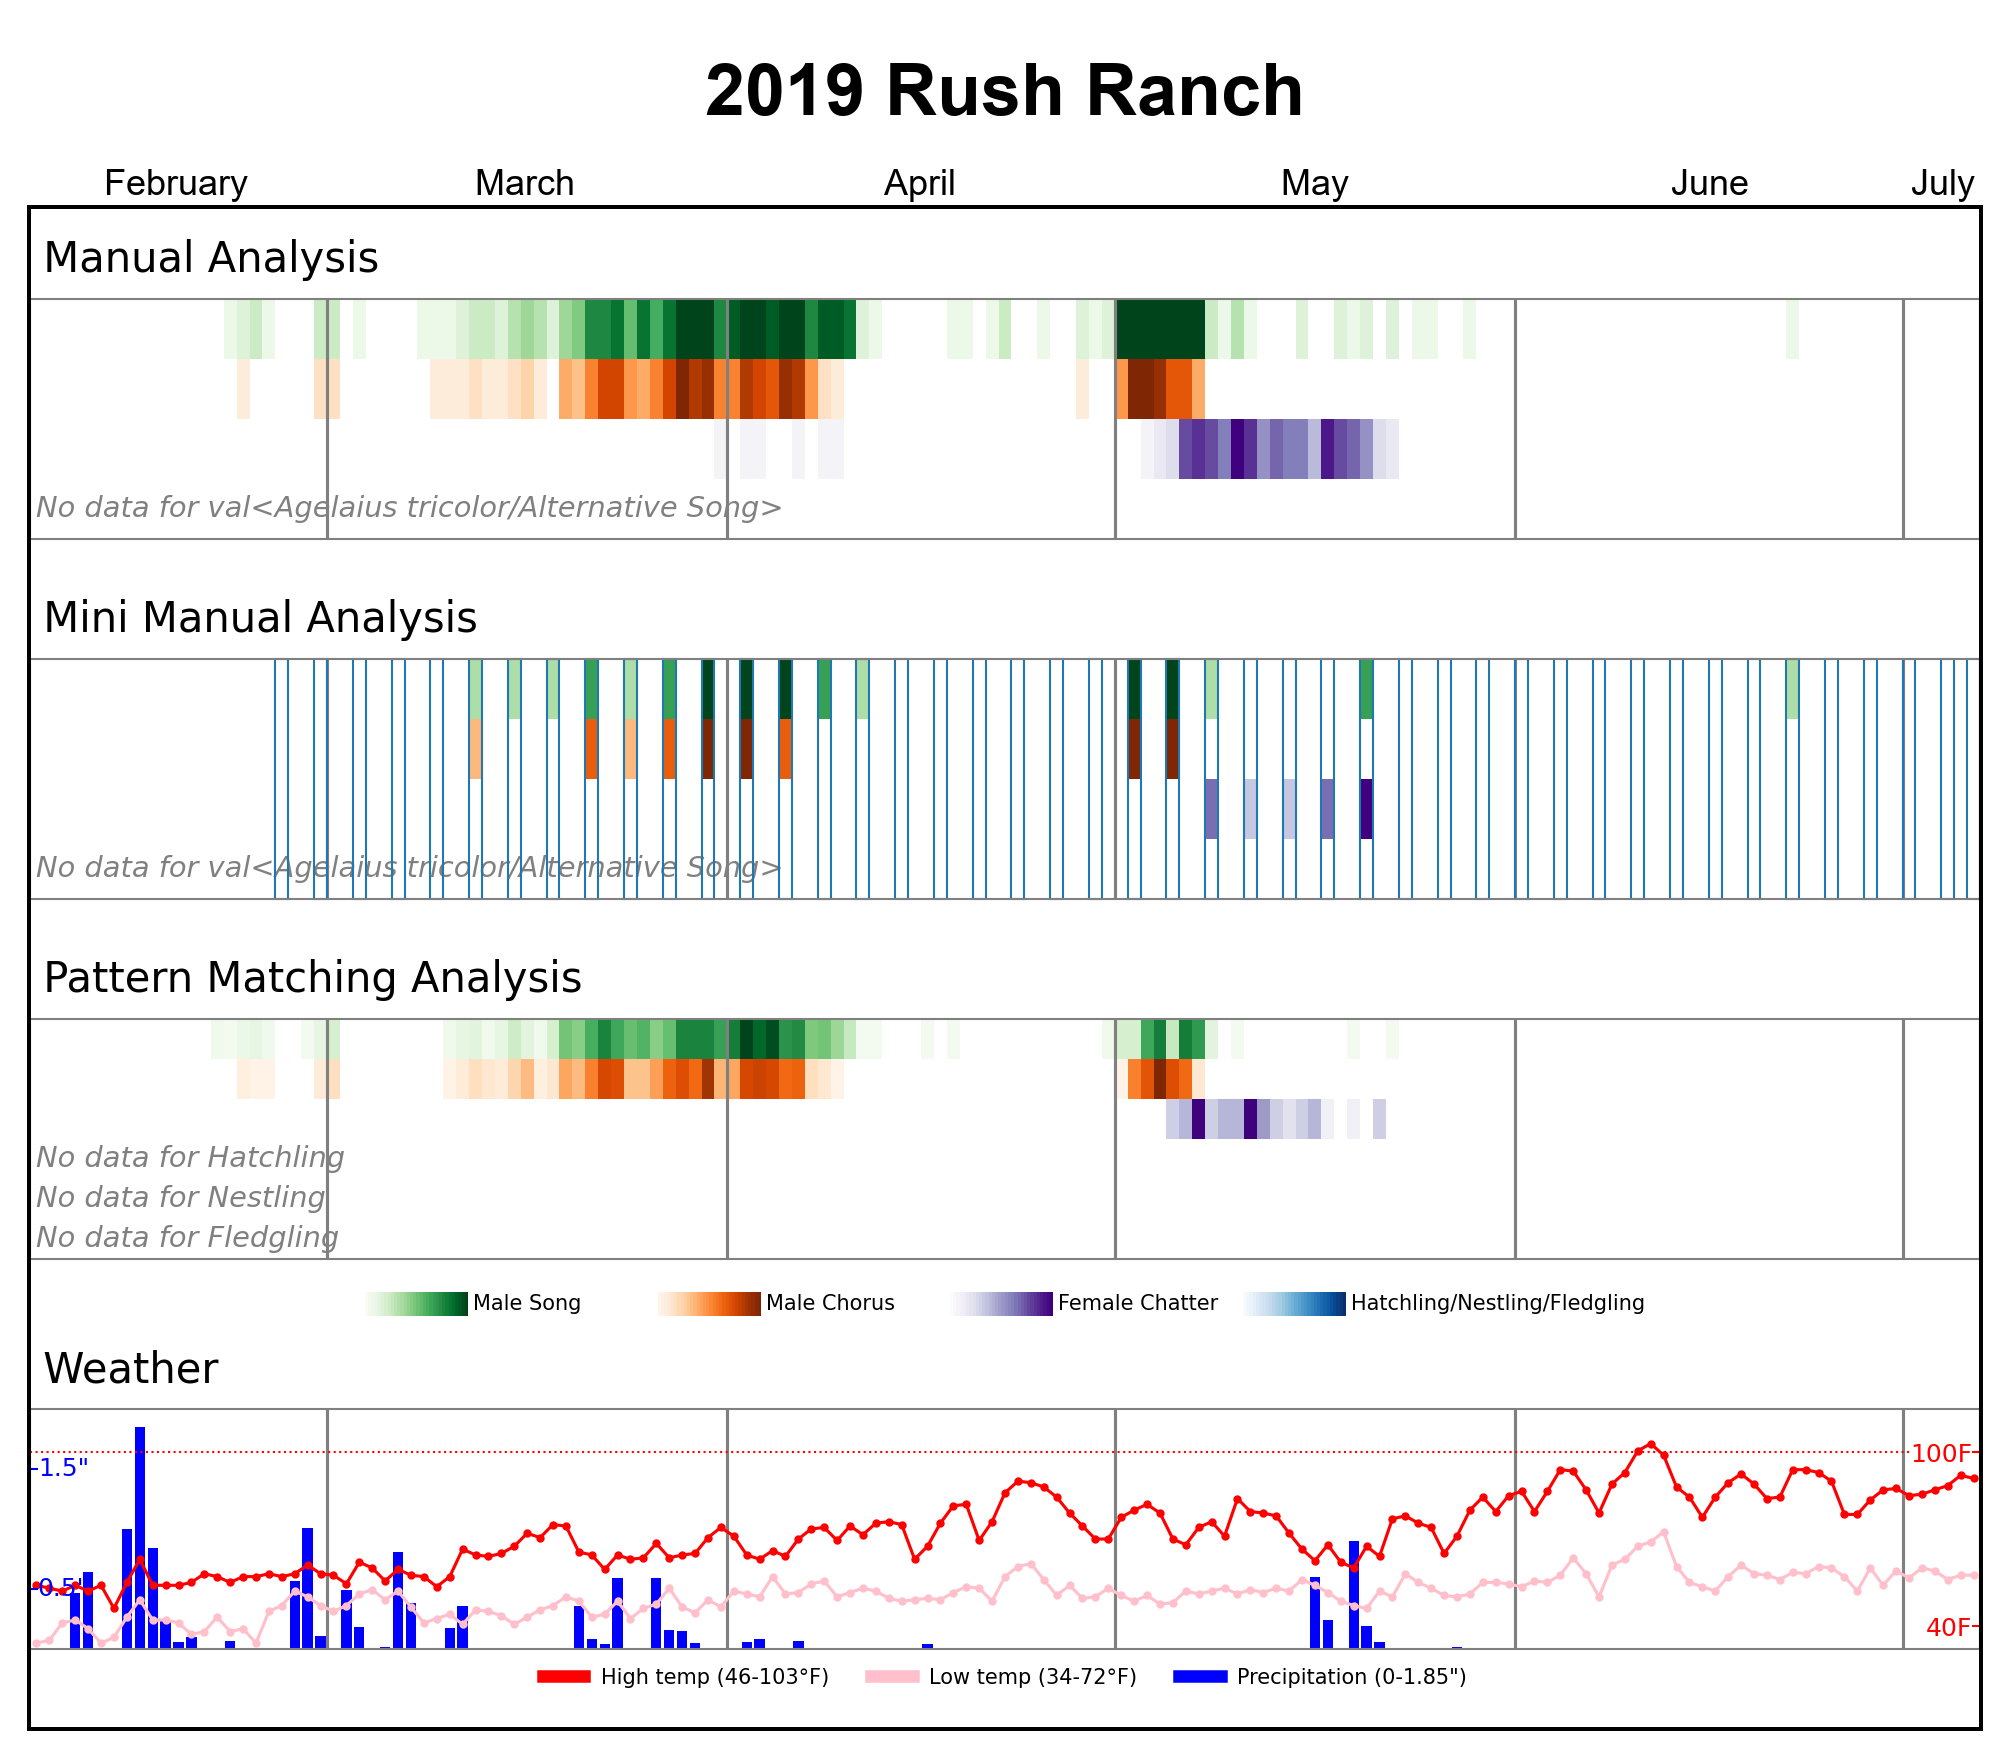 2019 Rush Ranch
February March April May June July
Manual Analysis
No data for val<Agelaius tricolor/Alternative Song>
Mini Manual Analysis
No data for val<Agelaius tricolor/Alternative Song>
Pattern Matching Analysis
No data for Hatchling
No data for Nestling
No data for Fledgling
Male Song Male Chorus Female Chatter Hatchling/Nestling/Fledgling
Weather
1.5" 100F
0.5" 40F
High temp (46-103°F) Low temp (34-72°F) Precipitation (0-1.85")